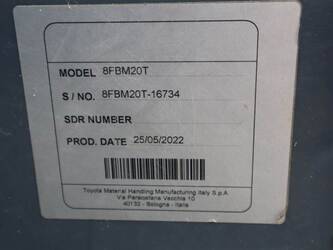 MODEL 8FBM20T
S / NO. 8FBM20T-16734
SDR NUMBER
PROD. DATE 25/05/2022
Toyota Material Handling Manufacturing Italy S.p.A
Via Persicetana Vecchia 10
40132 - Bologna - Italia